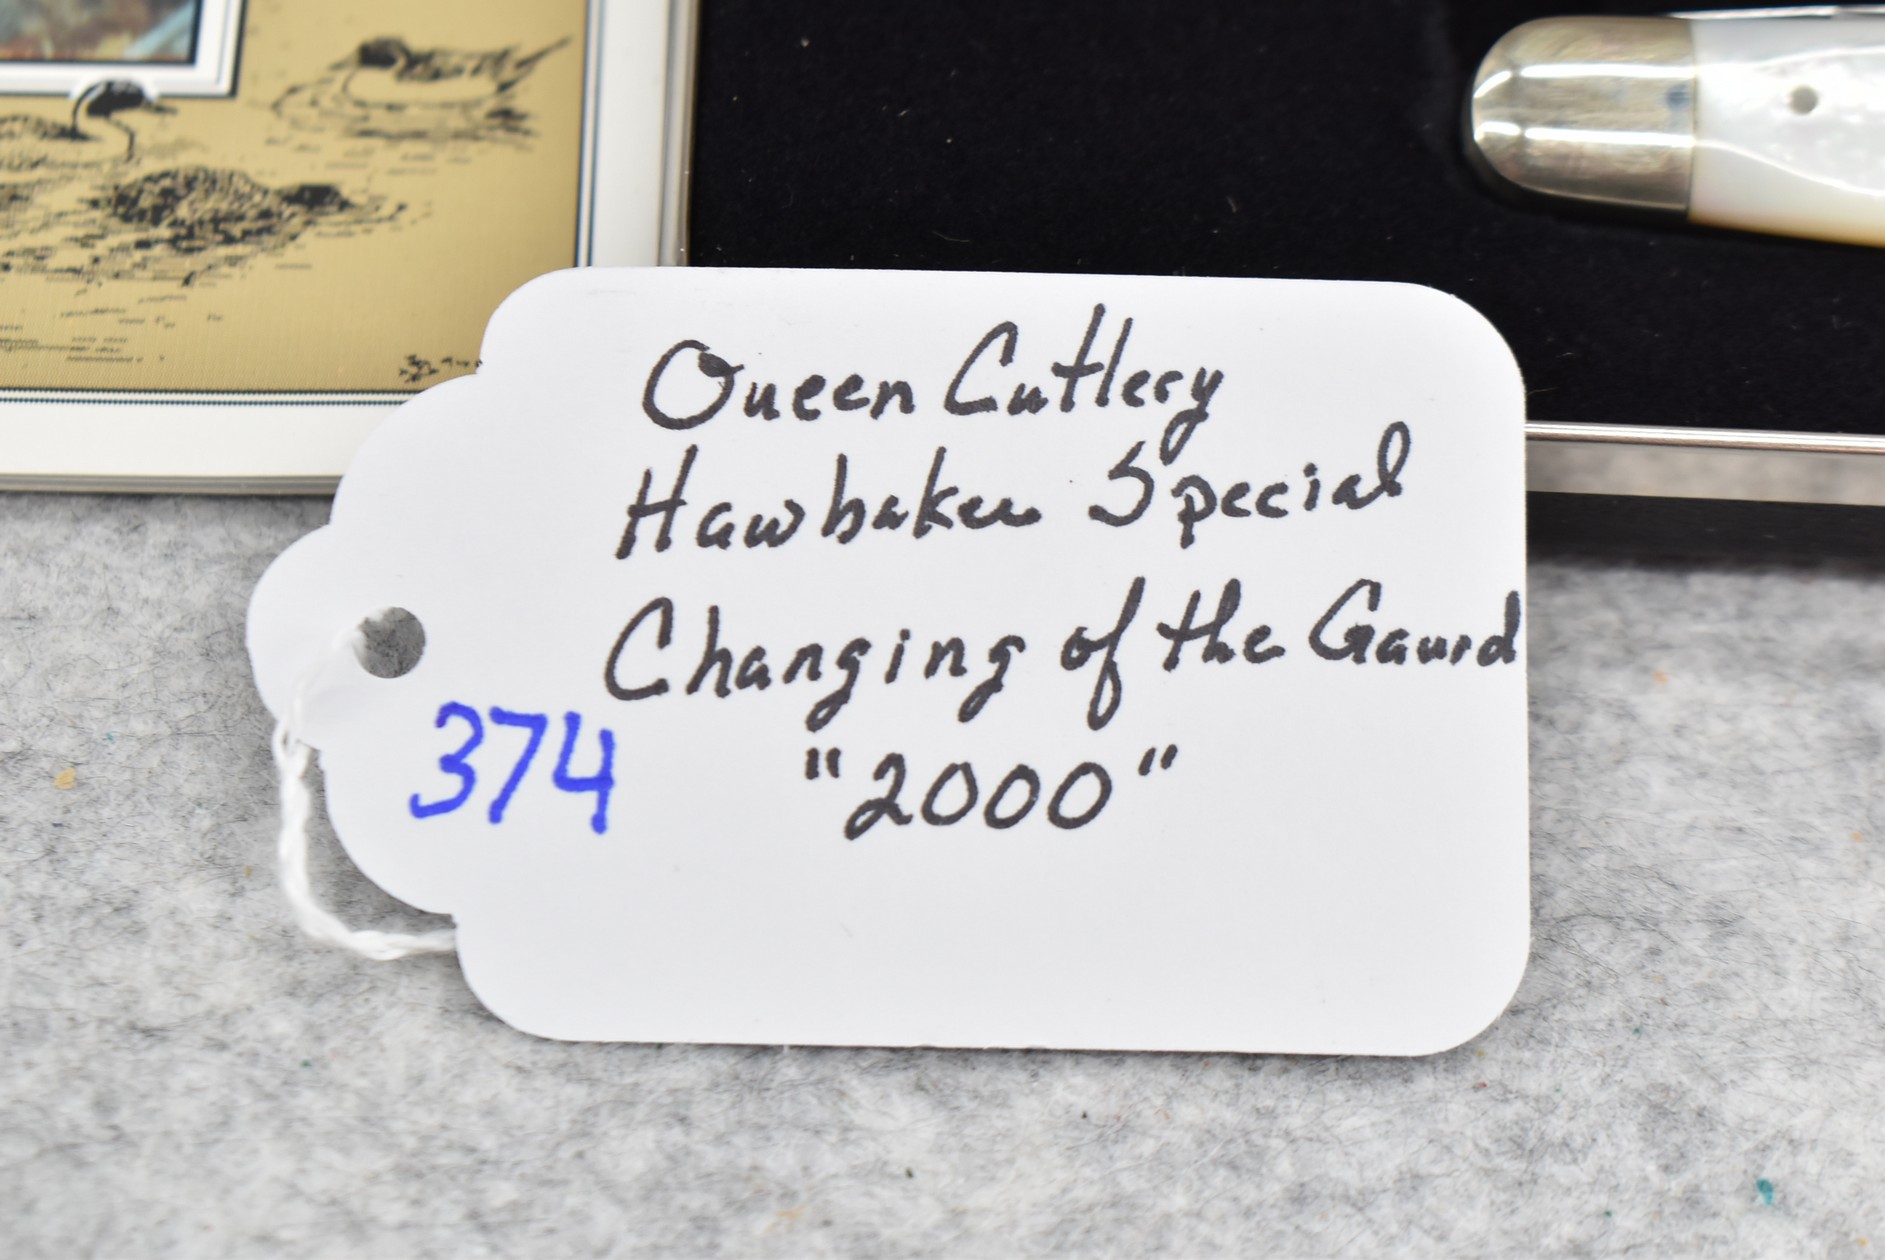 Queen Cutlery
Hawbaker Special
Changing of the Gaurd
374
"2000"